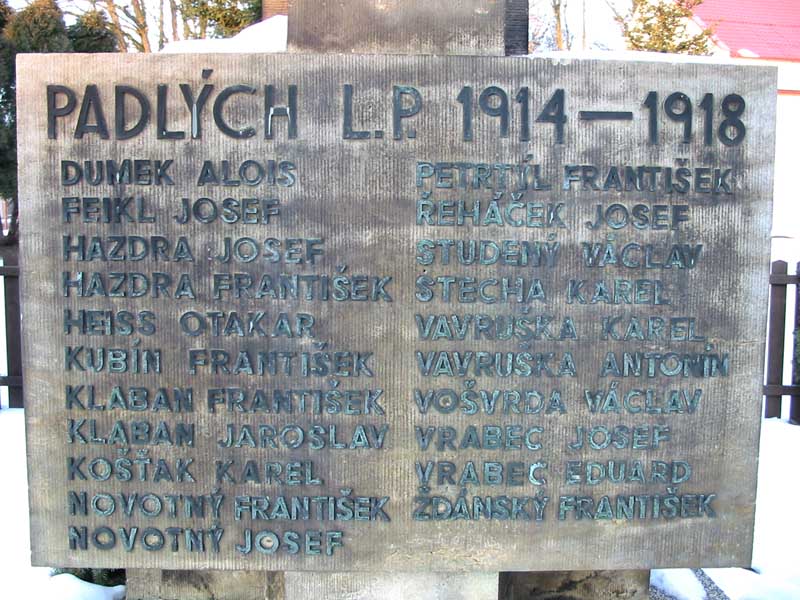 PADLÝCH L.P. 1914–1918
DUMEK ALOIS
FEIKL JOSEF
HAZDRA JOSEF
HAZDRA FRANTIŠEK
HEISS OTAKAR
KUBÍN FRANTIŠEK
KLABAN FRANTIŠEK
KLABAN JAROSLAV
KOŠŤAK KAREL
NOVOTNÝ FRANTIŠEK
NOVOTNÝ JOSEF
PETRTÝL FRANTIŠEK
ŘEHÁČEK JOSEF
STUDENÝ VÁCLAV
STECHA KAREL
VAVRUŠKA KAREL
VAVRUŠKA ANTONÍN
VOŠVRDA VÁCLAV
VRABEC JOSEF
VRABEC EDUARD
ŽĎÁNSKÝ FRANTIŠEK